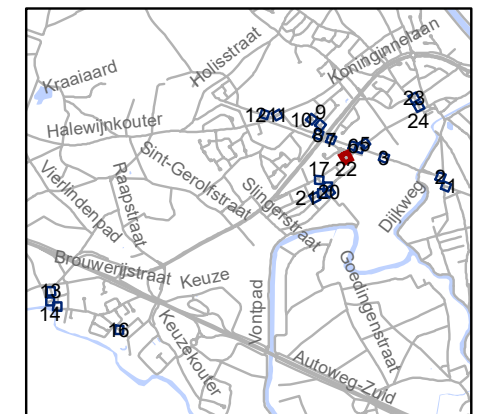 Koninginnelaan
Holisstraat
Kraaiaard
23
24
12
11
10
9
8
7
5
3
Halewijnkouter
Sint-Gerolfstraat
22
17
2
1
Vierlindenpad
Raapstraat
Slingerstraat
21
20
Dijkweg
Brouwerijstraat
Keuze
Goedingenstraat
Vontpad
13
14
16
Keuzekouter
Autoweg-Zuid